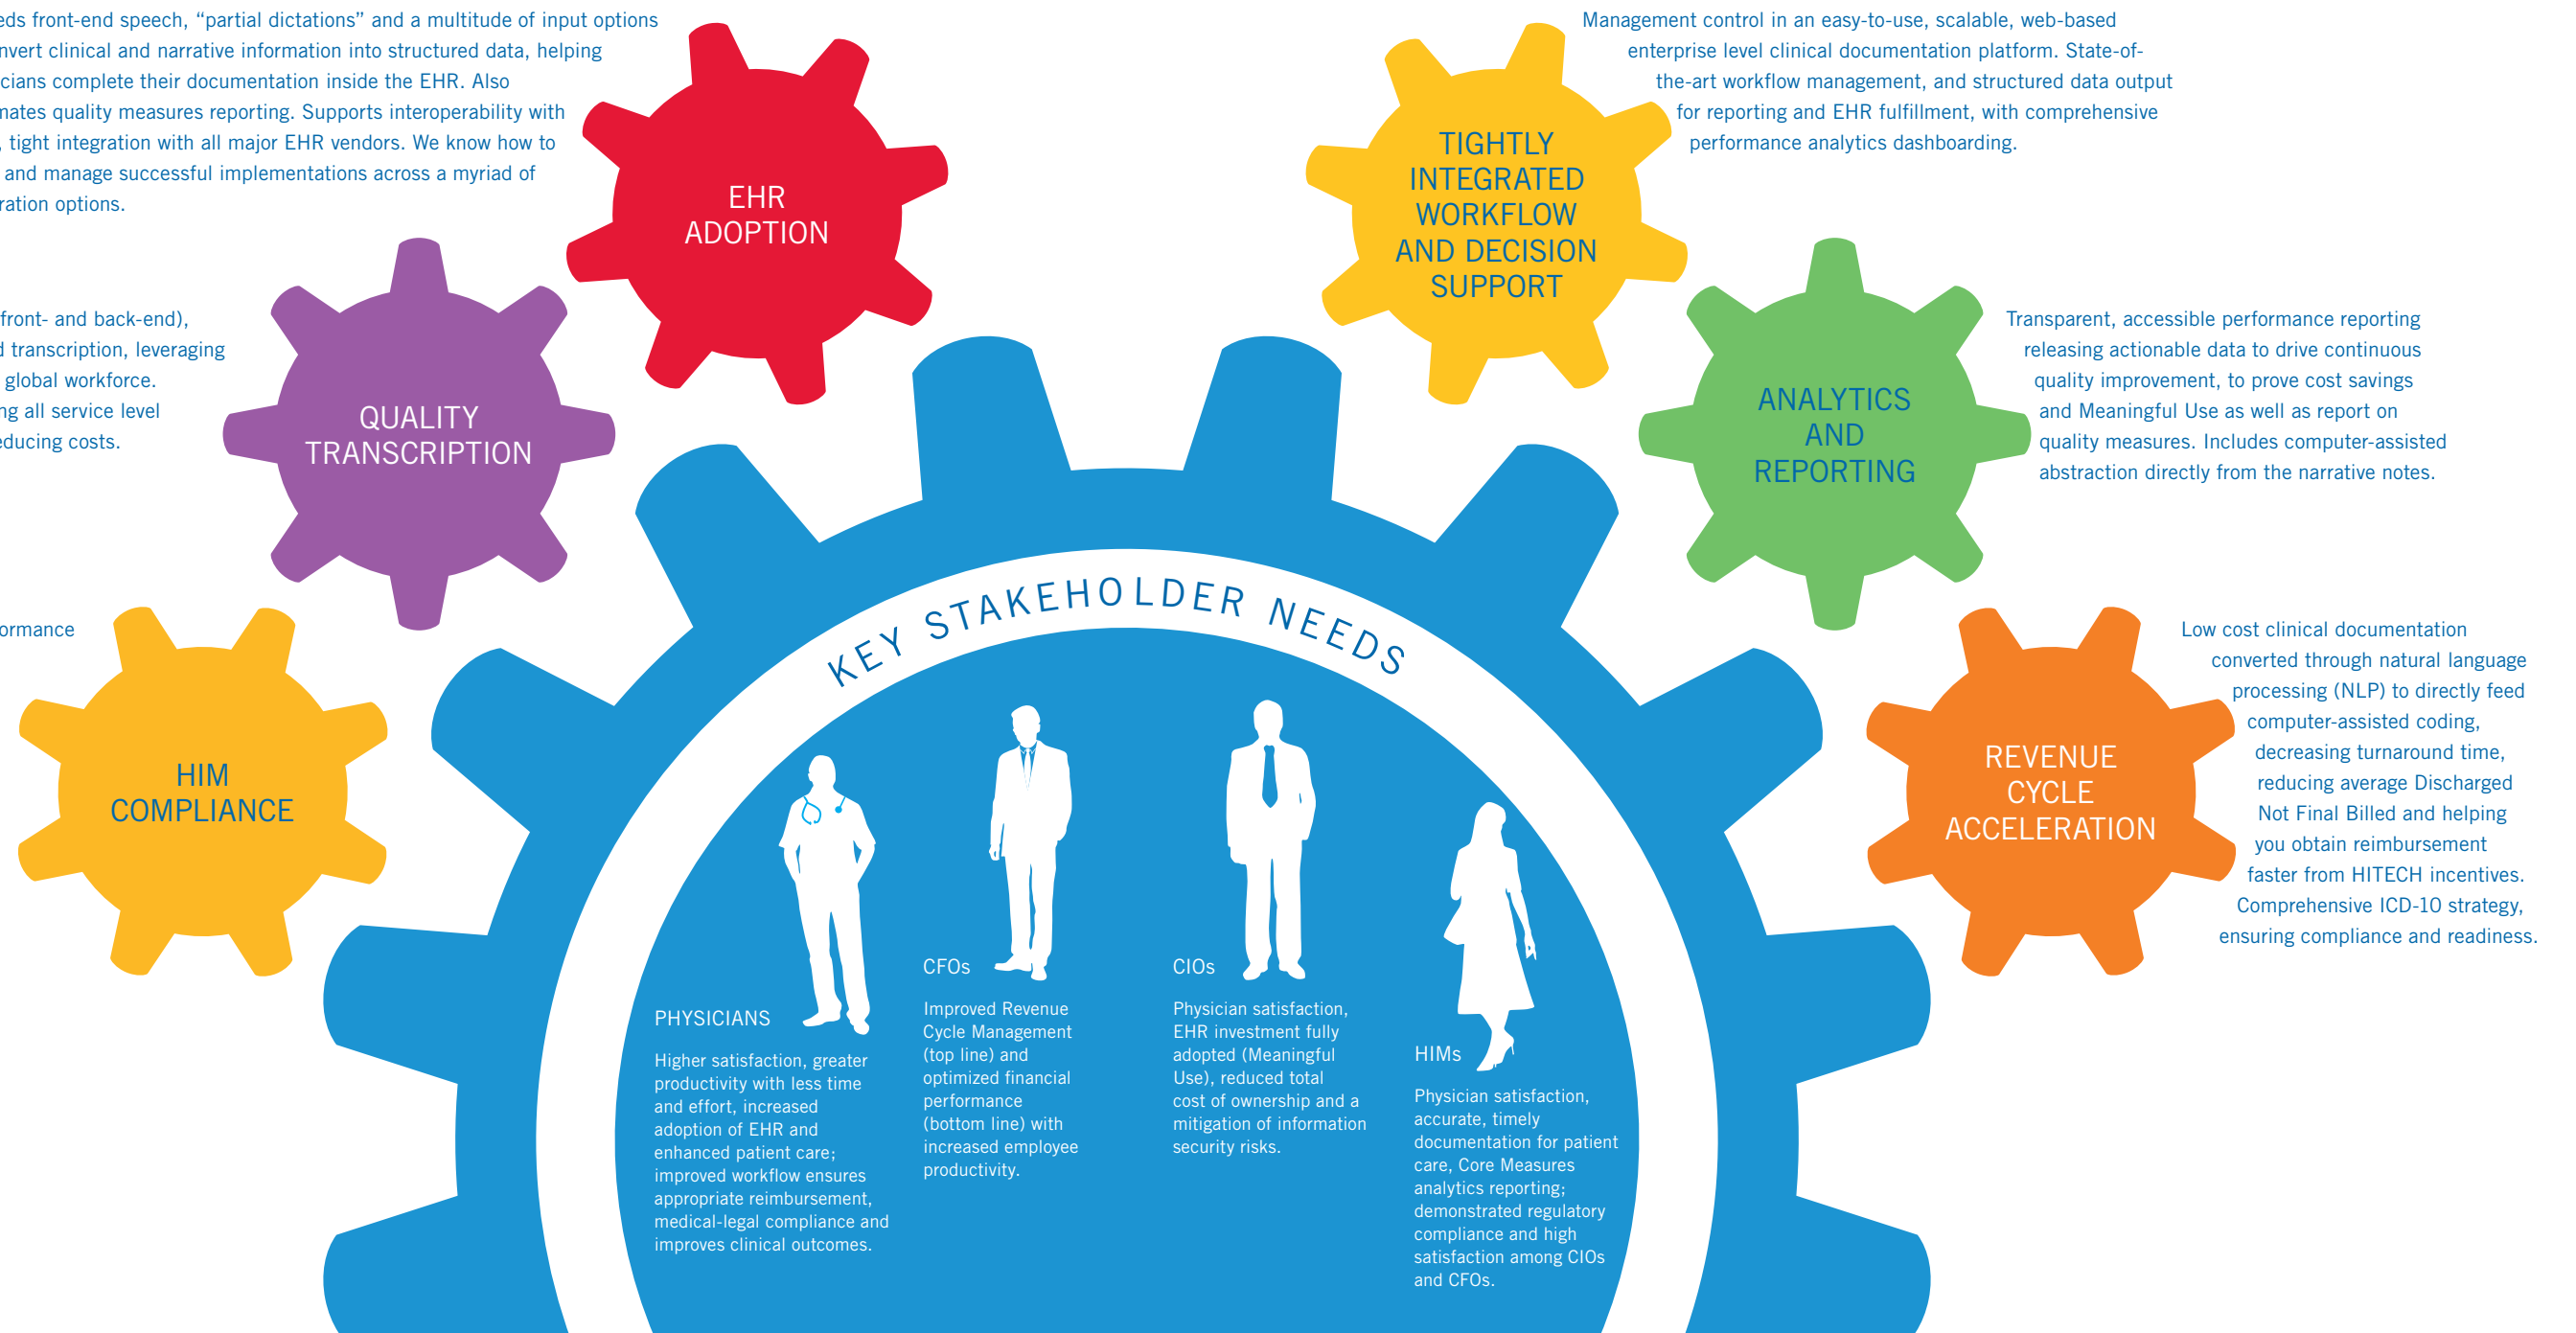 front-end speech, “partial dictations” and a multitude of input options
clinical and narrative information into structured data, helping
complete their documentation inside the EHR. Also
quality measures reporting. Supports interoperability with
, tight integration with all major EHR vendors. We know how to
and manage successful implementations across a myriad of
options.
EHR
ADOPTION
Management control in an easy-to-use, scalable, web-based
enterprise level clinical documentation platform. State-of-
the-art workflow management, and structured data output
for reporting and EHR fulfillment, with comprehensive
performance analytics dashboarding.
TIGHTLY
INTEGRATED
WORKFLOW
AND DECISION
SUPPORT
front- and back-end),
transcription, leveraging
global workforce.
all service level
reducing costs.
QUALITY
TRANSCRIPTION
ANALYTICS
AND
REPORTING
Transparent, accessible performance reporting
releasing actionable data to drive continuous
quality improvement, to prove cost savings
and Meaningful Use as well as report on
quality measures. Includes computer-assisted
abstraction directly from the narrative notes.
ormance
HIM
COMPLIANCE
KEY STAKEHOLDER NEEDS
REVENUE
CYCLE
ACCELERATION
Low cost clinical documentation
converted through natural language
processing (NLP) to directly feed
computer-assisted coding,
decreasing turnaround time,
reducing average Discharged
Not Final Billed and helping
you obtain reimbursement
faster from HITECH incentives.
Comprehensive ICD-10 strategy,
ensuring compliance and readiness.
PHYSICIANS
Higher satisfaction, greater
productivity with less time
and effort, increased
adoption of EHR and
enhanced patient care;
improved workflow ensures
appropriate reimbursement,
medical-legal compliance and
improves clinical outcomes.
CFOs
Improved Revenue
Cycle Management
(top line) and
optimized financial
performance
(bottom line) with
increased employee
productivity.
CIOs
Physician satisfaction,
EHR investment fully
adopted (Meaningful
Use), reduced total
cost of ownership and a
mitigation of information
security risks.
HIMs
Physician satisfaction,
accurate, timely
documentation for patient
care, Core Measures
analytics reporting;
demonstrated regulatory
compliance and high
satisfaction among CIOs
and CFOs.